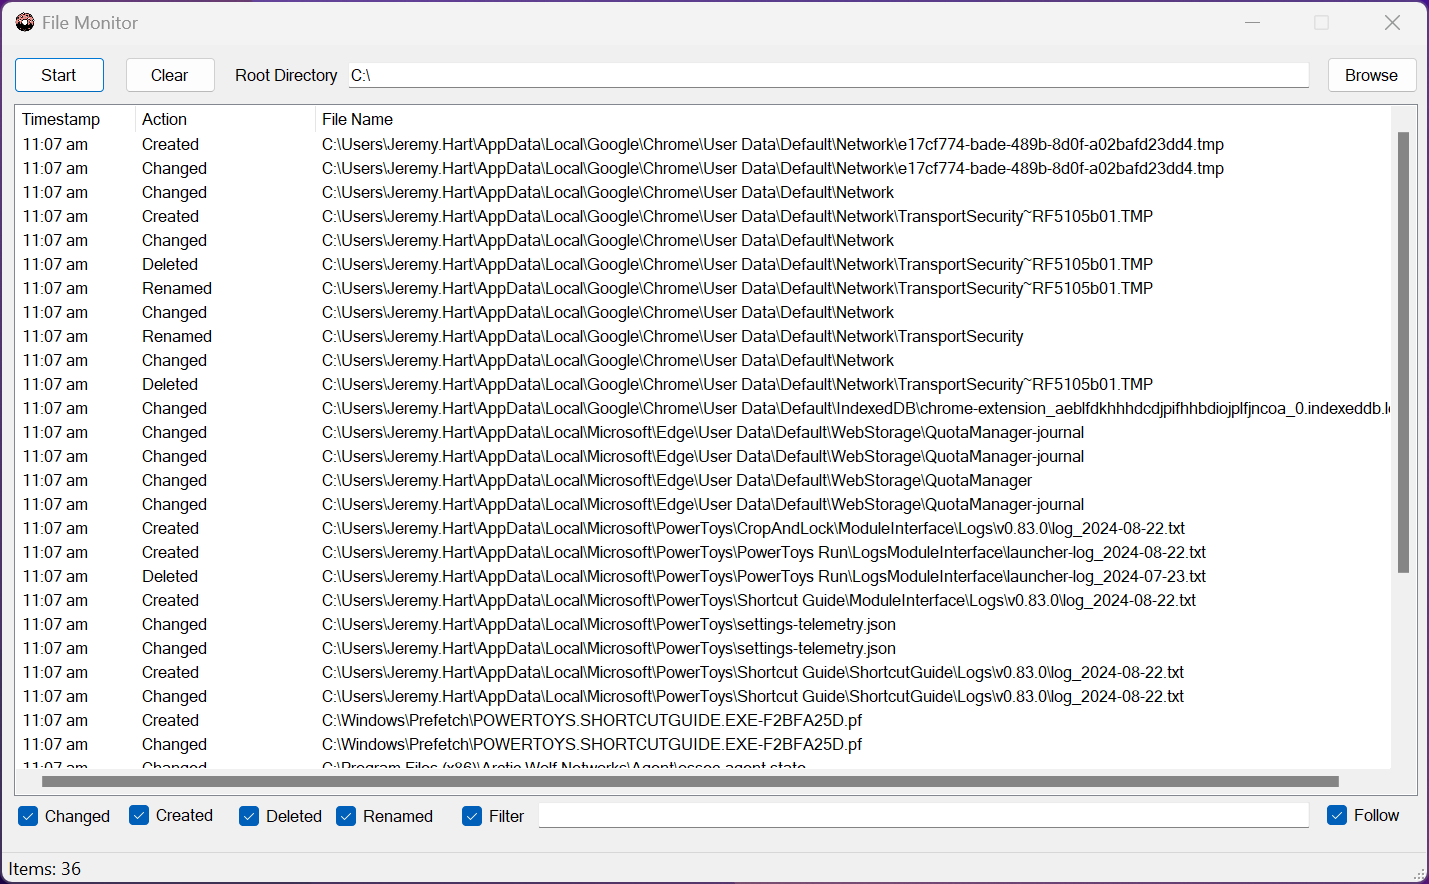 File Monitor
Start Clear Root Directory C:\ Browse
Timestamp Action File Name
11:07 am Created C:\Users\Jeremy.Hart\AppData\Local\Google\Chrome\User Data\Default\Network\e17cf774-bade-489b-8d0f-a02bafd23dd4.tmp
11:07 am Changed C:\Users\Jeremy.Hart\AppData\Local\Google\Chrome\User Data\Default\Network\e17cf774-bade-489b-8d0f-a02bafd23dd4.tmp
11:07 am Changed C:\Users\Jeremy.Hart\AppData\Local\Google\Chrome\User Data\Default\Network
11:07 am Created C:\Users\Jeremy.Hart\AppData\Local\Google\Chrome\User Data\Default\Network\TransportSecurity~RF5105b01.TMP
11:07 am Changed C:\Users\Jeremy.Hart\AppData\Local\Google\Chrome\User Data\Default\Network
11:07 am Deleted C:\Users\Jeremy.Hart\AppData\Local\Google\Chrome\User Data\Default\Network\TransportSecurity~RF5105b01.TMP
11:07 am Renamed C:\Users\Jeremy.Hart\AppData\Local\Google\Chrome\User Data\Default\Network\TransportSecurity~RF5105b01.TMP
11:07 am Changed C:\Users\Jeremy.Hart\AppData\Local\Google\Chrome\User Data\Default\Network
11:07 am Renamed C:\Users\Jeremy.Hart\AppData\Local\Google\Chrome\User Data\Default\Network\TransportSecurity
11:07 am Changed C:\Users\Jeremy.Hart\AppData\Local\Google\Chrome\User Data\Default\Network
11:07 am Deleted C:\Users\Jeremy.Hart\AppData\Local\Google\Chrome\User Data\Default\Network\TransportSecurity~RF5105b01.TMP
11:07 am Changed C:\Users\Jeremy.Hart\AppData\Local\Google\Chrome\User Data\Default\IndexedDB\chrome-extension_aeblfdkhhhdcdjpifhhbdiojplfjncoa_0.indexeddb.le
11:07 am Changed C:\Users\Jeremy.Hart\AppData\Local\Microsoft\Edge\User Data\Default\WebStorage\QuotaManager-journal
11:07 am Changed C:\Users\Jeremy.Hart\AppData\Local\Microsoft\Edge\User Data\Default\WebStorage\QuotaManager-journal
11:07 am Changed C:\Users\Jeremy.Hart\AppData\Local\Microsoft\Edge\User Data\Default\WebStorage\QuotaManager
11:07 am Changed C:\Users\Jeremy.Hart\AppData\Local\Microsoft\Edge\User Data\Default\WebStorage\QuotaManager-journal
11:07 am Created C:\Users\Jeremy.Hart\AppData\Local\Microsoft\PowerToys\CropAndLock\ModuleInterface\Logs\v0.83.0\log_2024-08-22.txt
11:07 am Created C:\Users\Jeremy.Hart\AppData\Local\Microsoft\PowerToys\PowerToys Run\LogsModuleInterface\launcher-log_2024-08-22.txt
11:07 am Deleted C:\Users\Jeremy.Hart\AppData\Local\Microsoft\PowerToys\PowerToys Run\LogsModuleInterface\launcher-log_2024-07-23.txt
11:07 am Created C:\Users\Jeremy.Hart\AppData\Local\Microsoft\PowerToys\Shortcut Guide\ModuleInterface\Logs\v0.83.0\log_2024-08-22.txt
11:07 am Changed C:\Users\Jeremy.Hart\AppData\Local\Microsoft\PowerToys\settings-telemetry.json
11:07 am Changed C:\Users\Jeremy.Hart\AppData\Local\Microsoft\PowerToys\settings-telemetry.json
11:07 am Created C:\Users\Jeremy.Hart\AppData\Local\Microsoft\PowerToys\Shortcut Guide\ShortcutGuide\Logs\v0.83.0\log_2024-08-22.txt
11:07 am Changed C:\Users\Jeremy.Hart\AppData\Local\Microsoft\PowerToys\Shortcut Guide\ShortcutGuide\Logs\v0.83.0\log_2024-08-22.txt
11:07 am Created C:\Windows\Prefetch\POWERTOYS.SHORTCUTGUIDE.EXE-F2BFA25D.pf
11:07 am Changed C:\Windows\Prefetch\POWERTOYS.SHORTCUTGUIDE.EXE-F2BFA25D.pf
11:07 am Changed C:\Program Files (x86)\Arctic Wolf Networks\Agent\ossec-agent.state
Changed Created Deleted Renamed Filter Follow
Items: 36